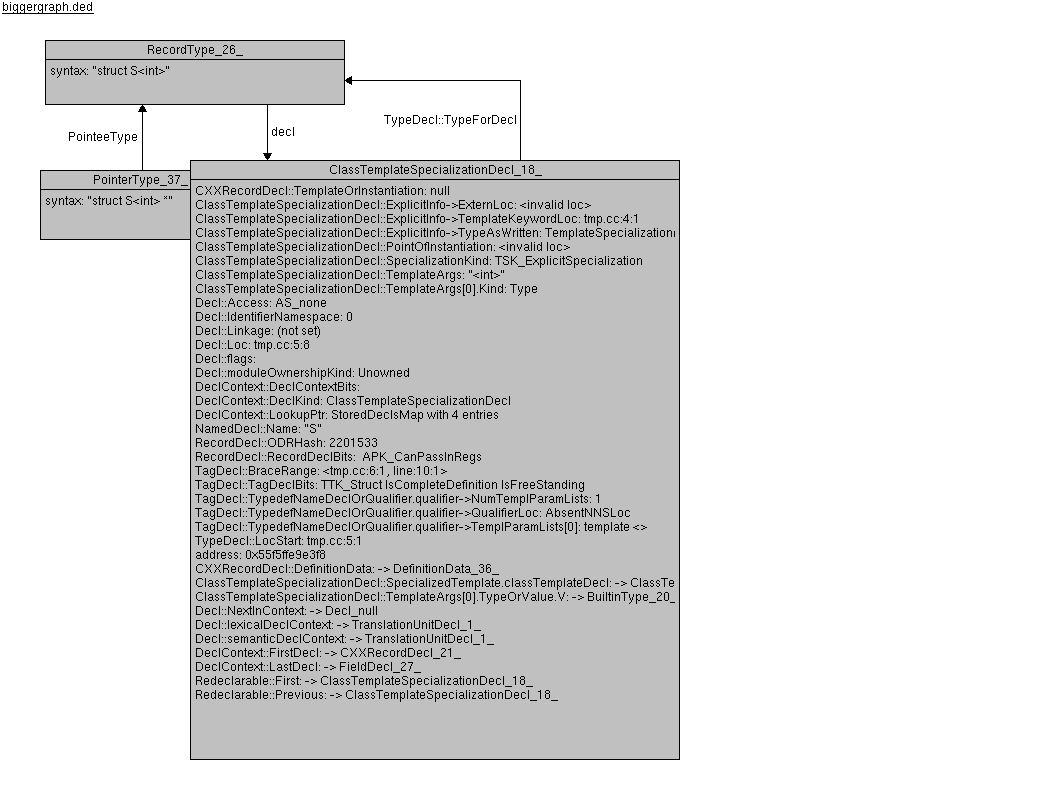 biggergraph.ded
RecordType_26_
syntax: "struct S<int>"
TypeDecl::TypeForDecl
PointeeType
decl
PointerType_37_
syntax: "struct S<int> *"
ClassTemplateSpecializationDecl_18_
CXXRecordDecl::TemplateOrInstantiation: null
ClassTemplateSpecializationDecl::ExplicitInfo->ExternLoc: <invalid loc>
ClassTemplateSpecializationDecl::ExplicitInfo->TemplateKeywordLoc: tmp.cc:4:1
ClassTemplateSpecializationDecl::ExplicitInfo->TypeAsWritten: TemplateSpecialization
ClassTemplateSpecializationDecl::PointOfInstantiation: <invalid loc>
ClassTemplateSpecializationDecl::SpecializationKind: TSK_ExplicitSpecialization
ClassTemplateSpecializationDecl::TemplateArgs: "<int>"
ClassTemplateSpecializationDecl::TemplateArgs[0].Kind: Type
Decl::Access: AS_none
Decl::IdentifierNamespace: 0
Decl::Linkage: (not set)
Decl::Loc: tmp.cc:5:8
Decl::flags:
Decl::moduleOwnershipKind: Unowned
DeclContext::DeclContextBits:
DeclContext::DeclKind: ClassTemplateSpecializationDecl
DeclContext::LookupPtr: StoredDeclsMap with 4 entries
NamedDecl::Name: "S"
RecordDecl::ODRHash: 2201533
RecordDecl::RecordDeclBits:  APK_CanPassInRegs
TagDecl::BraceRange: <tmp.cc:6:1, line:10:1>
TagDecl::TagDeclBits: TTK_Struct IsCompleteDefinition IsFreeStanding
TagDecl::TypedefNameDeclOrQualifier.qualifier->NumTemplParamLists: 1
TagDecl::TypedefNameDeclOrQualifier.qualifier->QualifierLoc: AbsentNNSLoc
TagDecl::TypedefNameDeclOrQualifier.qualifier->TemplParamLists[0]: template <>
TypeDecl::LocStart: tmp.cc:5:1
address: 0x55f5ffe9e3f8
CXXRecordDecl::DefinitionData: -> DefinitionData_36_
ClassTemplateSpecializationDecl::SpecializedTemplate.classTemplateDecl: -> ClassTe
ClassTemplateSpecializationDecl::TemplateArgs[0].TypeOrValue.V: -> BuiltinType_20_
Decl::NextInContext: -> Decl_null
Decl::lexicalDeclContext: -> TranslationUnitDecl_1_
Decl::semanticDeclContext: -> TranslationUnitDecl_1_
DeclContext::FirstDecl: -> CXXRecordDecl_21_
DeclContext::LastDecl: -> FieldDecl_27_
Redeclarable::First: -> ClassTemplateSpecializationDecl_18_
Redeclarable::Previous: -> ClassTemplateSpecializationDecl_18_